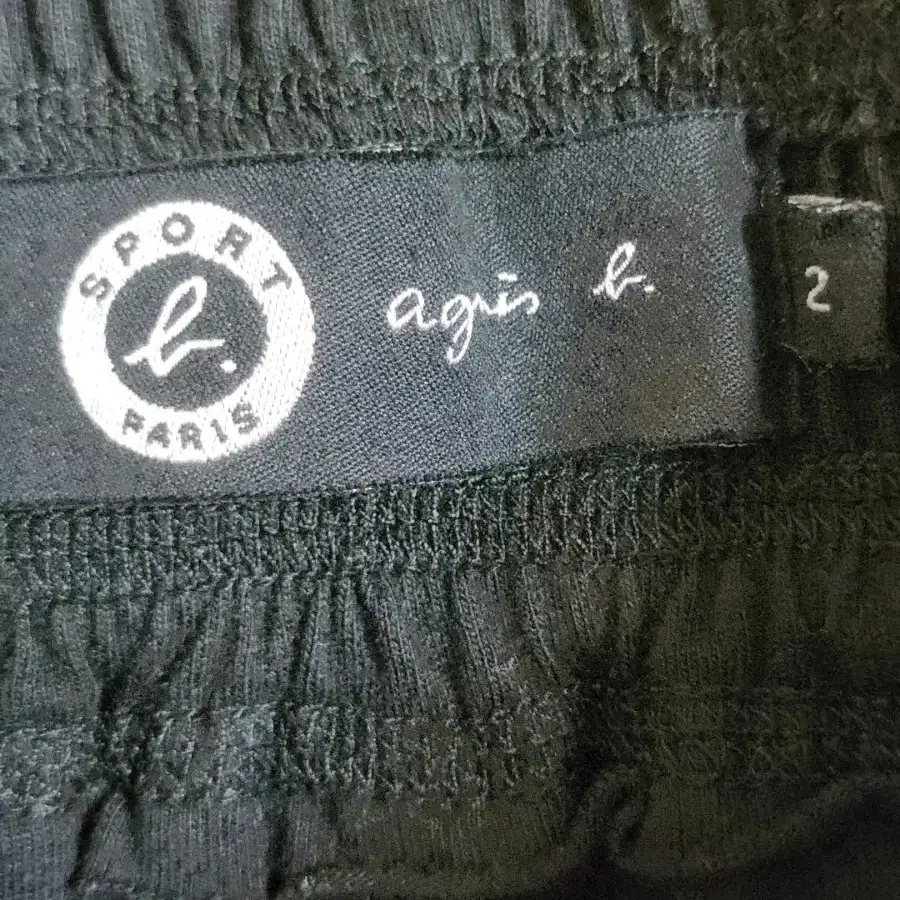 SPORT
b.
PARIS
agnès b.
2